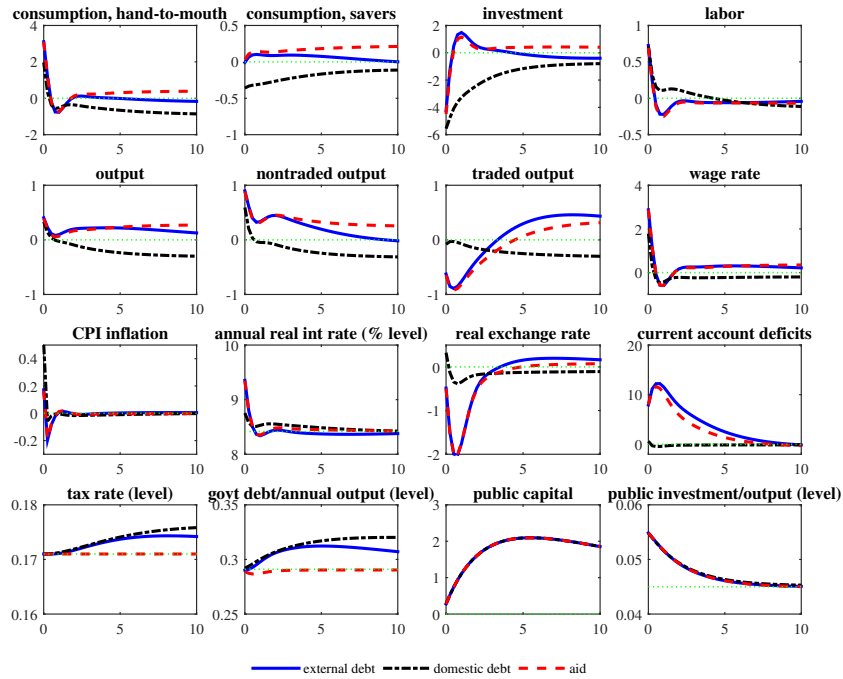 consumption, hand-to-mouth
4
2
0
-2
0 5 10
consumption, savers
0.5
0
-0.5
-1
0 5 10
investment
2
0
-2
-4
-6
0 5 10
labor
1
0.5
0
-0.5
0 5 10
output
1
0
-1
0 5 10
nontraded output
1
0
-1
0 5 10
traded output
1
0
-1
0 5 10
wage rate
4
2
0
0 5 10
CPI inflation
0.4
0.2
0
-0.2
0 5 10
annual real int rate (% level)
10
9
8
0 5 10
real exchange rate
0
-1
-2
0 5 10
current account deficits
20
10
0
0 5 10
tax rate (level)
0.18
0.17
0.16
0 5 10
govt debt/annual output (level)
0.35
0.3
0.25
0 5 10
public capital
3
2
1
0
0 5 10
public investment/output (level)
0.06
0.05
0.04
0 5 10
external debt domestic debt aid